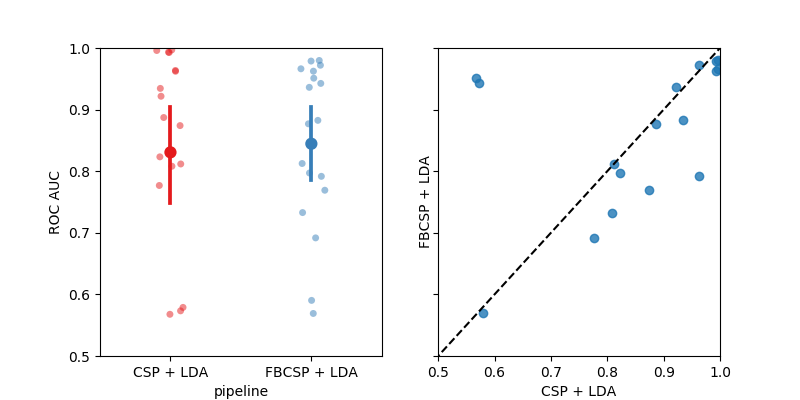 ROC AUC
1.0
0.9
0.8
0.7
0.6
0.5
CSP + LDA FBCSP + LDA
pipeline
FBCSP + LDA
0.5 0.6 0.7 0.8 0.9 1.0
CSP + LDA